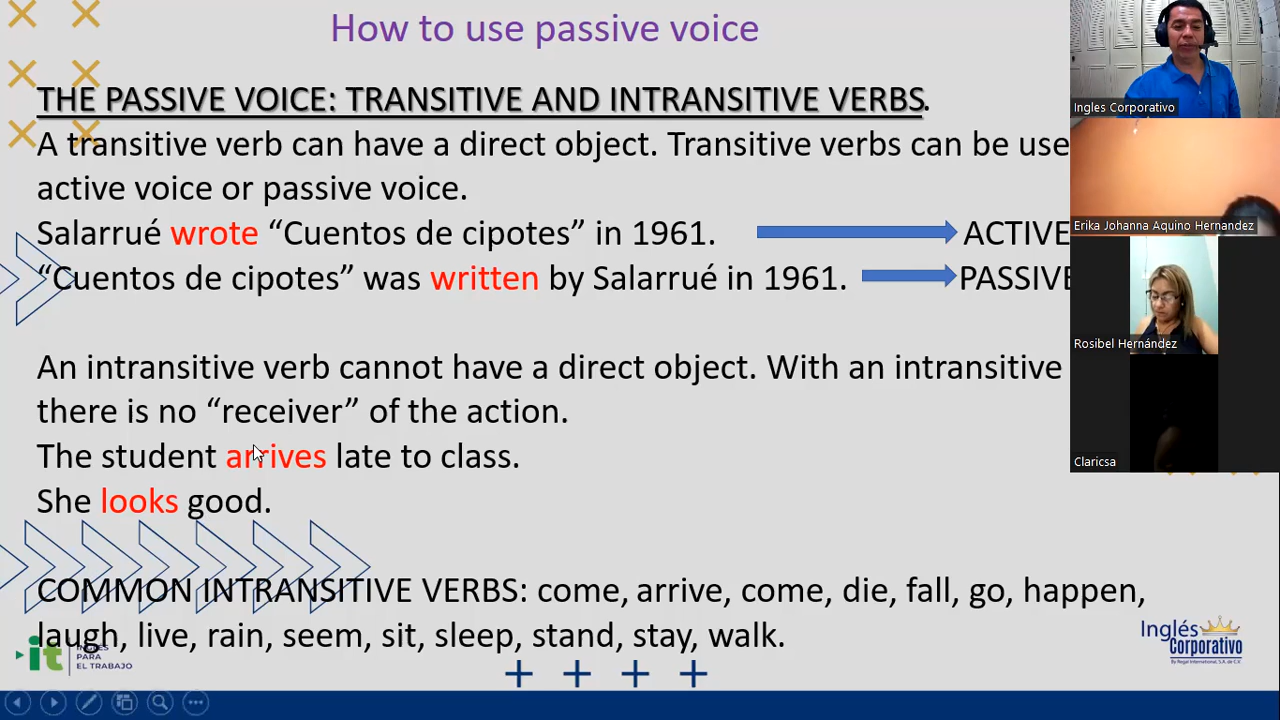 How to use passive voice
THE PASSIVE VOICE: TRANSITIVE AND INTRANSITIVE VERBS.
A transitive verb can have a direct object. Transitive verbs can be use
active voice or passive voice.
Salarrué wrote “Cuentos de cipotes” in 1961. ACTIVE
“Cuentos de cipotes” was written by Salarrué in 1961. PASSIVE
An intransitive verb cannot have a direct object. With an intransitive
there is no “receiver” of the action.
The student arrives late to class.
She looks good.
COMMON INTRANSITIVE VERBS: come, arrive, come, die, fall, go, happen,
laugh, live, rain, seem, sit, sleep, stand, stay, walk.
Ingles Corporativo
Erika Johanna Aquino Hernandez
Rosibel Hernández
Claricsa
it
INGLÉS
PARA
EL TRABAJO
Inglés
Corporativo
By Regal International, S.A. de C.V.